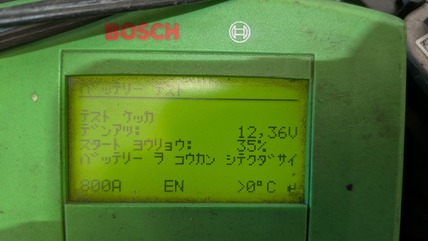 BOSCH
バッテリー テスト
テスト ケッカ
デンアツ: 12,36V
スタート ヨウリョウ: 35%
バッテリー ヲ コウカン シテクダサイ
800A EN >0°C ↵